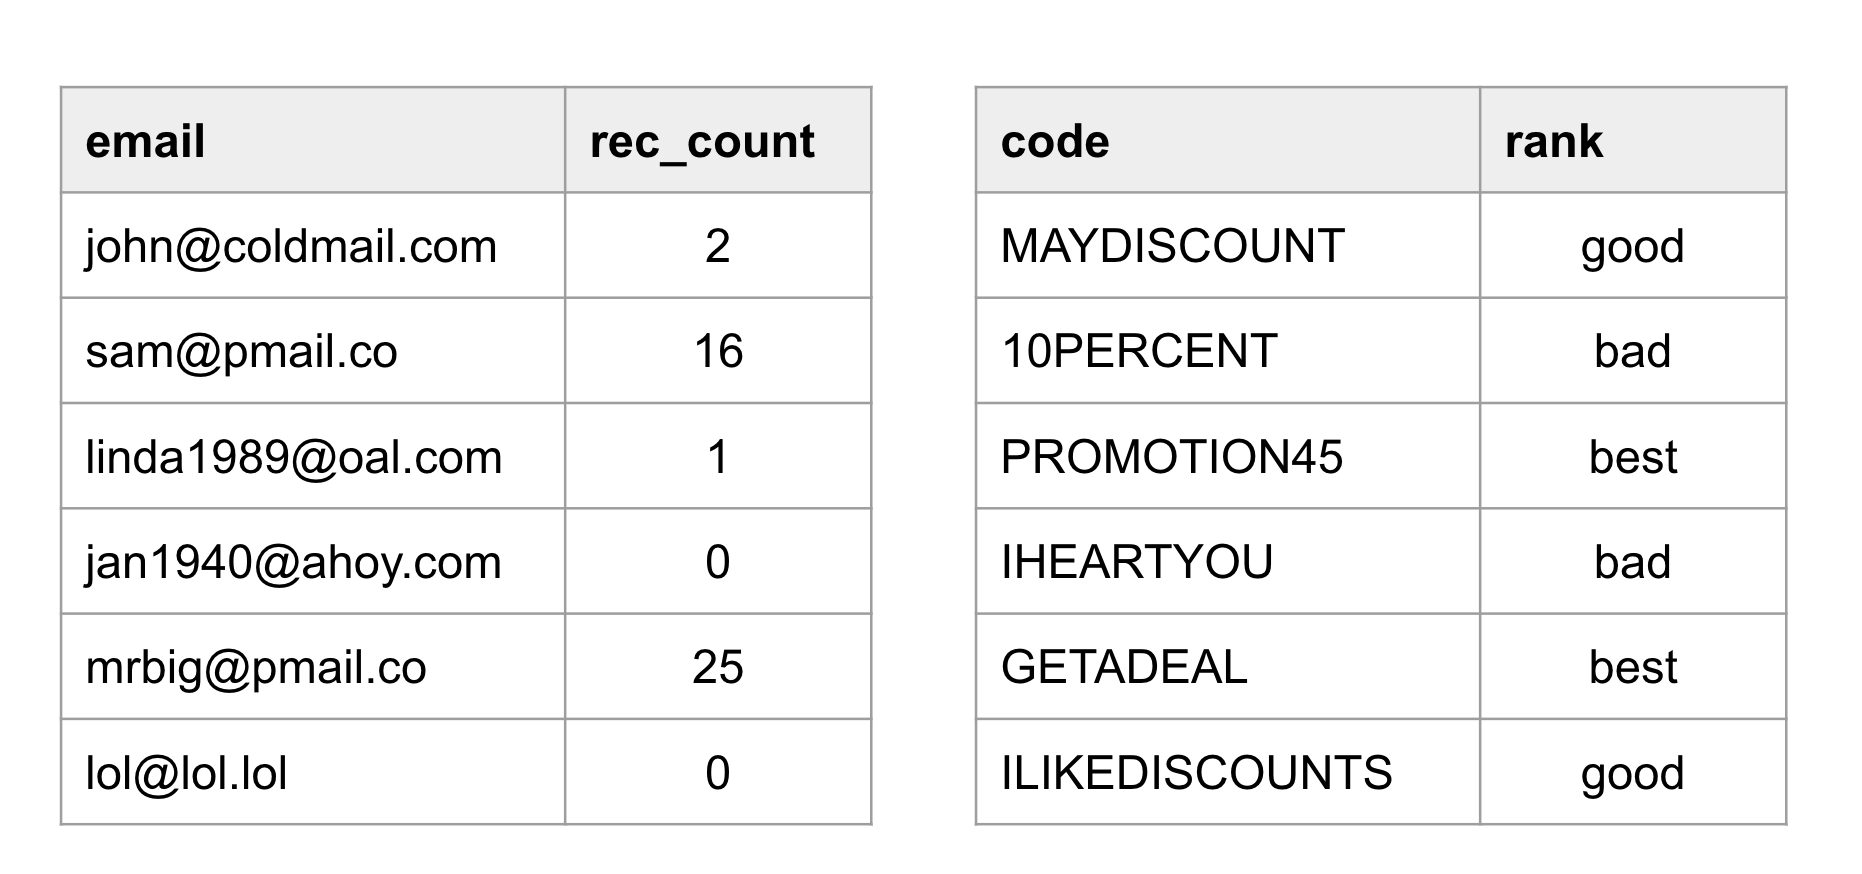 email rec_count
john@coldmail.com 2
sam@pmail.co 16
linda1989@oal.com 1
jan1940@ahoy.com 0
mrbig@pmail.co 25
lol@lol.lol 0
code rank
MAYDISCOUNT good
10PERCENT bad
PROMOTION45 best
IHEARTYOU bad
GETADEAL best
ILIKEDISCOUNTS good